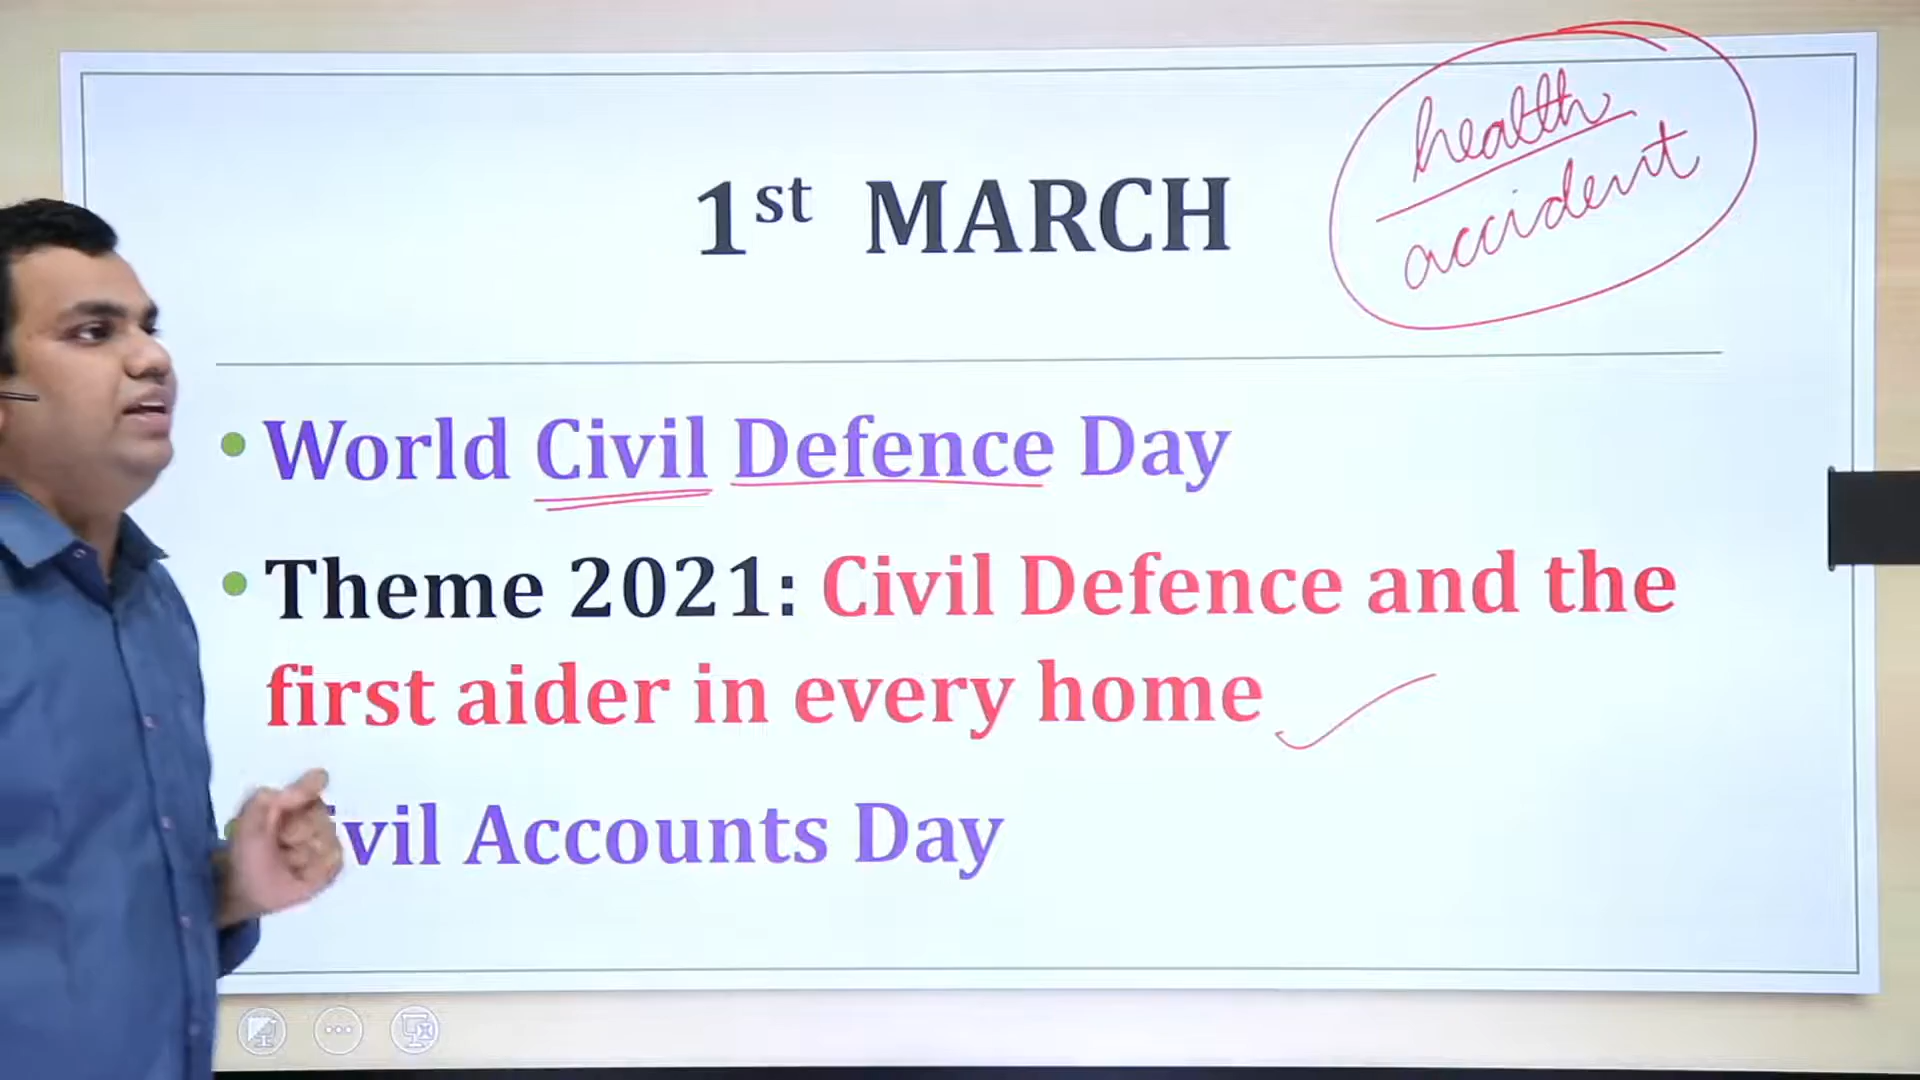 health
accident
1st MARCH
• World Civil Defence Day
• Theme 2021: Civil Defence and the
first aider in every home
ivil Accounts Day